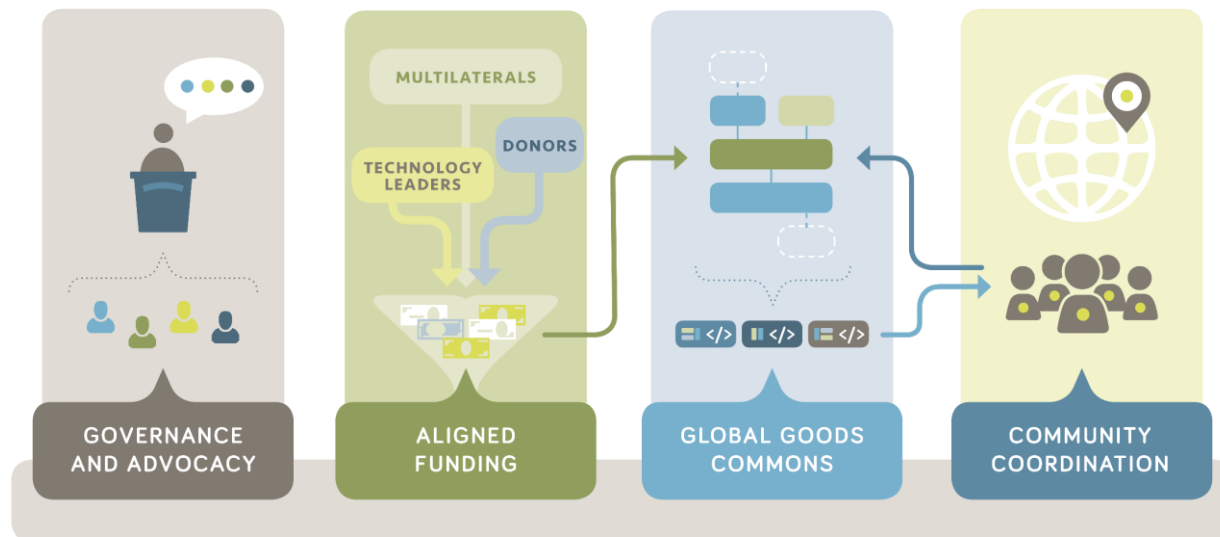 MULTILATERALS
DONORS
TECHNOLOGY
LEADERS
</>
</>
</>
GOVERNANCE
AND ADVOCACY
ALIGNED
FUNDING
GLOBAL GOODS
COMMONS
COMMUNITY
COORDINATION